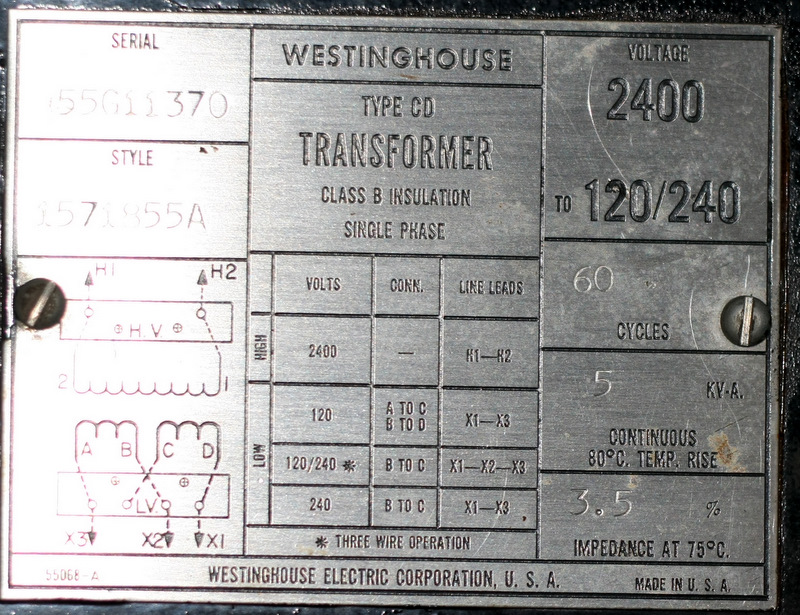 SERIAL
55G11370
STYLE
1571855A
WESTINGHOUSE
TYPE CD
TRANSFORMER
CLASS B INSULATION
SINGLE PHASE
VOLTAGE
2400
TO 120/240
60
CYCLES
5 KV-A.
CONTINUOUS
80°C. TEMP. RISE
3.5 %
IMPEDANCE AT 75°C.
H1 H2
H.V.
2 1
A B C D
LV.
X3 X2 X1
VOLTS CONN. LINE LEADS
HIGH
2400 — H1—H2
LOW
120 A TO C B TO D X1—X3
120/240 * B TO C X1—X2—X3
240 B TO C X1—X3
* THREE WIRE OPERATION
55068-A
WESTINGHOUSE ELECTRIC CORPORATION, U. S. A.
MADE IN U. S. A.